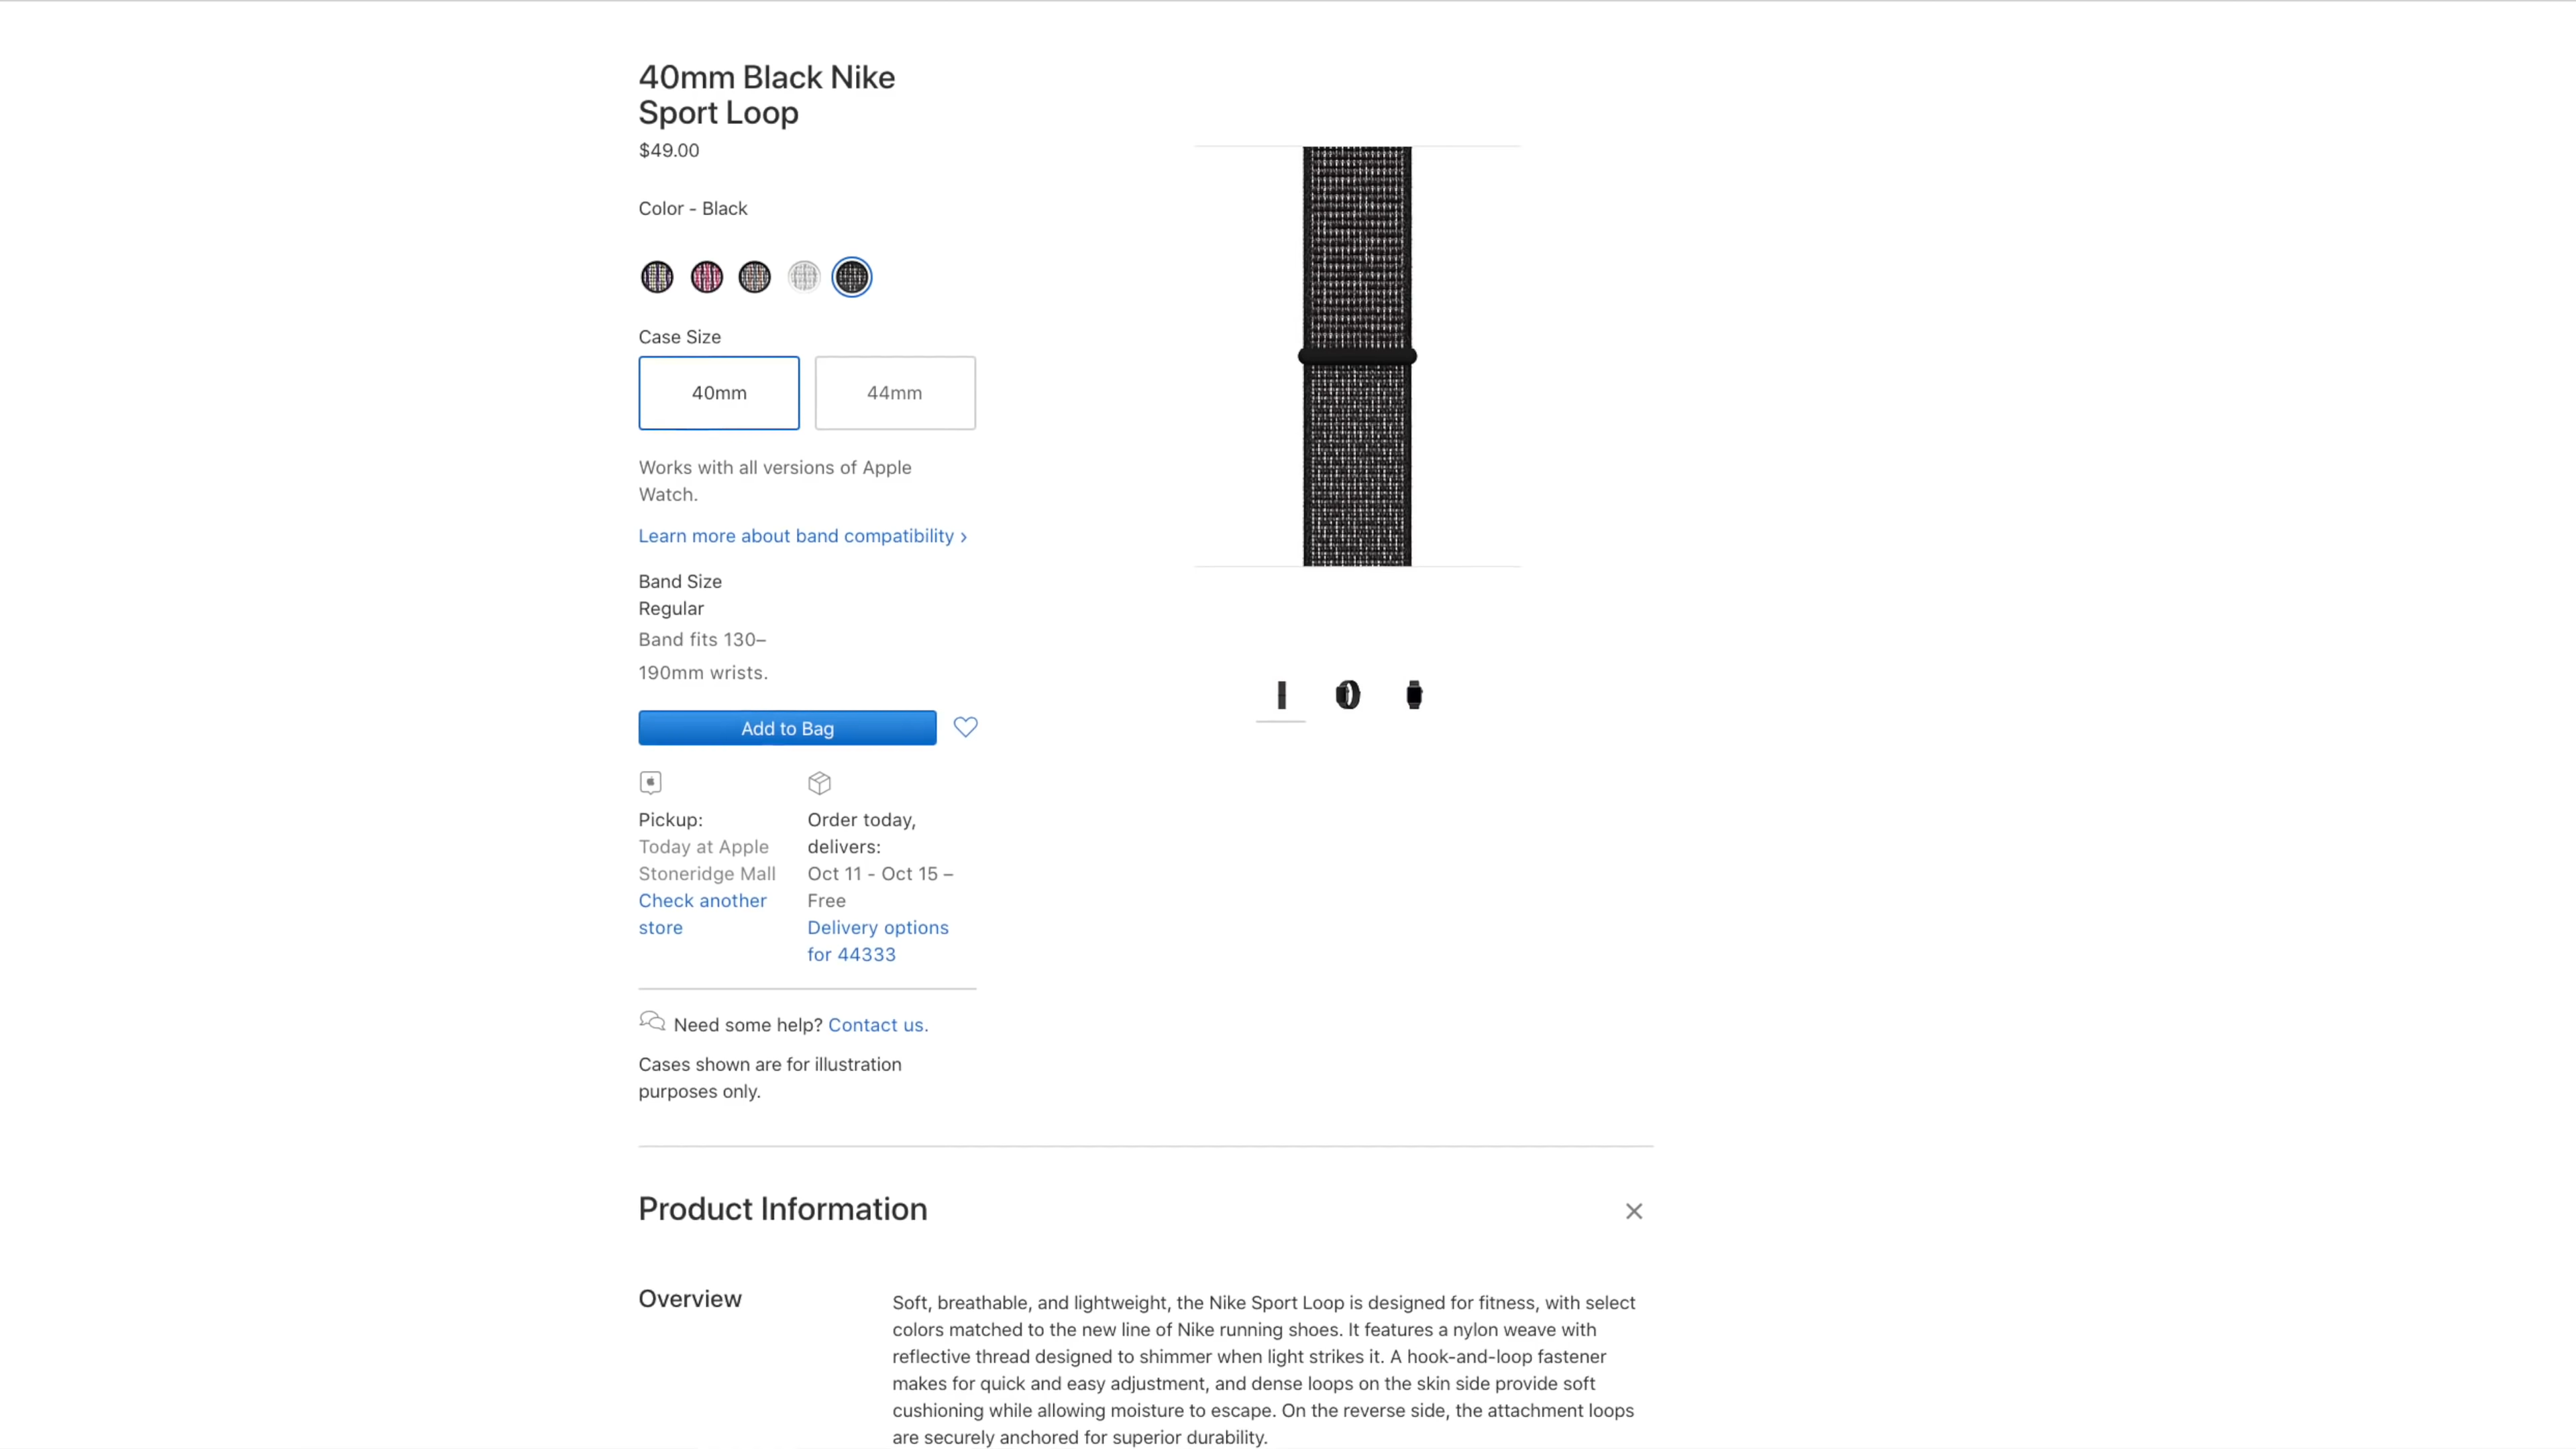 40mm Black Nike
Sport Loop
$49.00
Color - Black
Case Size
40mm
44mm
Works with all versions of Apple
Watch.
Learn more about band compatibility ›
Band Size
Regular
Band fits 130–
190mm wrists.
Add to Bag
Pickup:
Today at Apple
Stoneridge Mall
Check another
store
Order today,
delivers:
Oct 11 - Oct 15 –
Free
Delivery options
for 44333
Need some help? Contact us.
Cases shown are for illustration
purposes only.
Product Information
Overview
Soft, breathable, and lightweight, the Nike Sport Loop is designed for fitness, with select
colors matched to the new line of Nike running shoes. It features a nylon weave with
reflective thread designed to shimmer when light strikes it. A hook-and-loop fastener
makes for quick and easy adjustment, and dense loops on the skin side provide soft
cushioning while allowing moisture to escape. On the reverse side, the attachment loops
are securely anchored for superior durability.